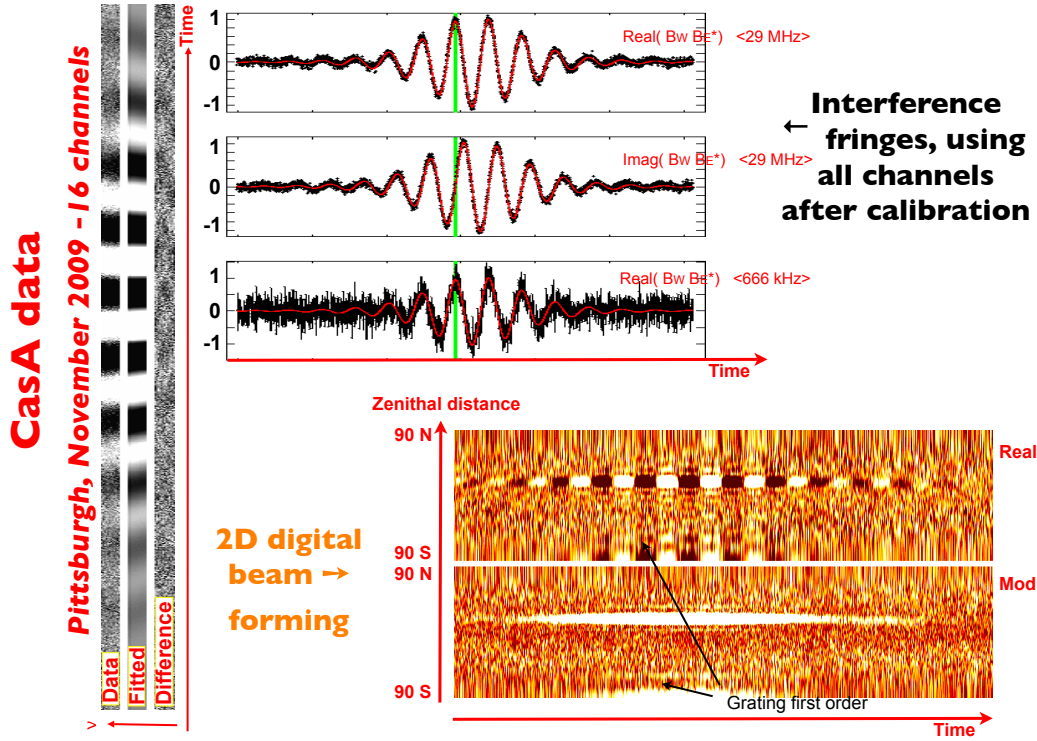 CasA data
Pittsburgh, November 2009 -16 channels
Time
Data
Fitted
Difference
ν
1
0
-1
Real( BW BE*) <29 MHz>
1
0
-1
Imag( BW BE*) <29 MHz>
1
0
-1
Real( BW BE*) <666 kHz>
Time
← Interference
fringes, using
all channels
after calibration
2D digital
beam →
forming
Zenithal distance
90 N
90 S
Real
90 N
90 S
Mod
Grating first order
Time